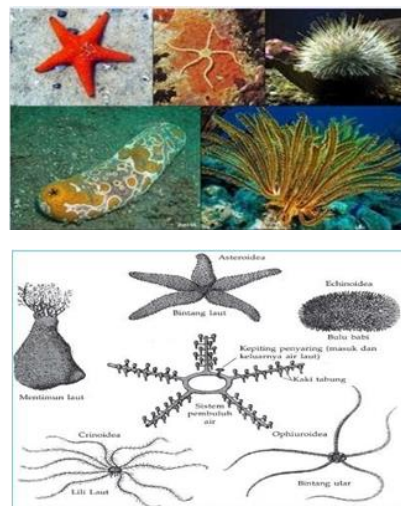 Asteroidea
Bintang laut
Echinoidea
Bulu babi
Mentimun laut
Kepiting penyaring (masuk dan
keluarnya air laut)
Kaki tabung
Sistem
pembuluh
air
Crinoidea
Lili Laut
Ophiuroidea
Bintang ular